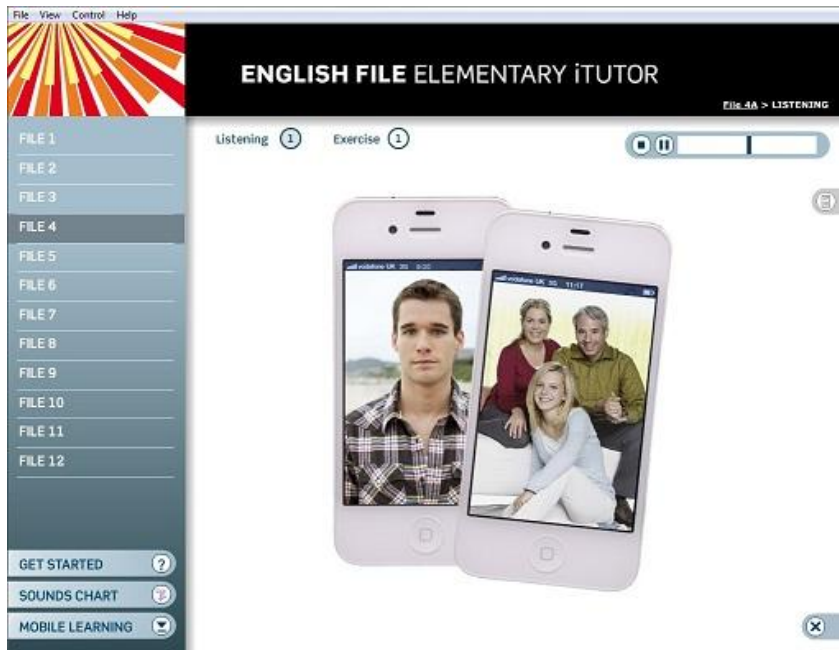 File View Control Help
ENGLISH FILE ELEMENTARY iTUTOR
File 4A > LISTENING
Listening 1 Exercise 1
FILE 1
FILE 2
FILE 3
FILE 4
FILE 5
FILE 6
FILE 7
FILE 8
FILE 9
FILE 10
FILE 11
FILE 12
vodafone UK 3G
vodafone UK 3G 11:17
GET STARTED ?
SOUNDS CHART
MOBILE LEARNING